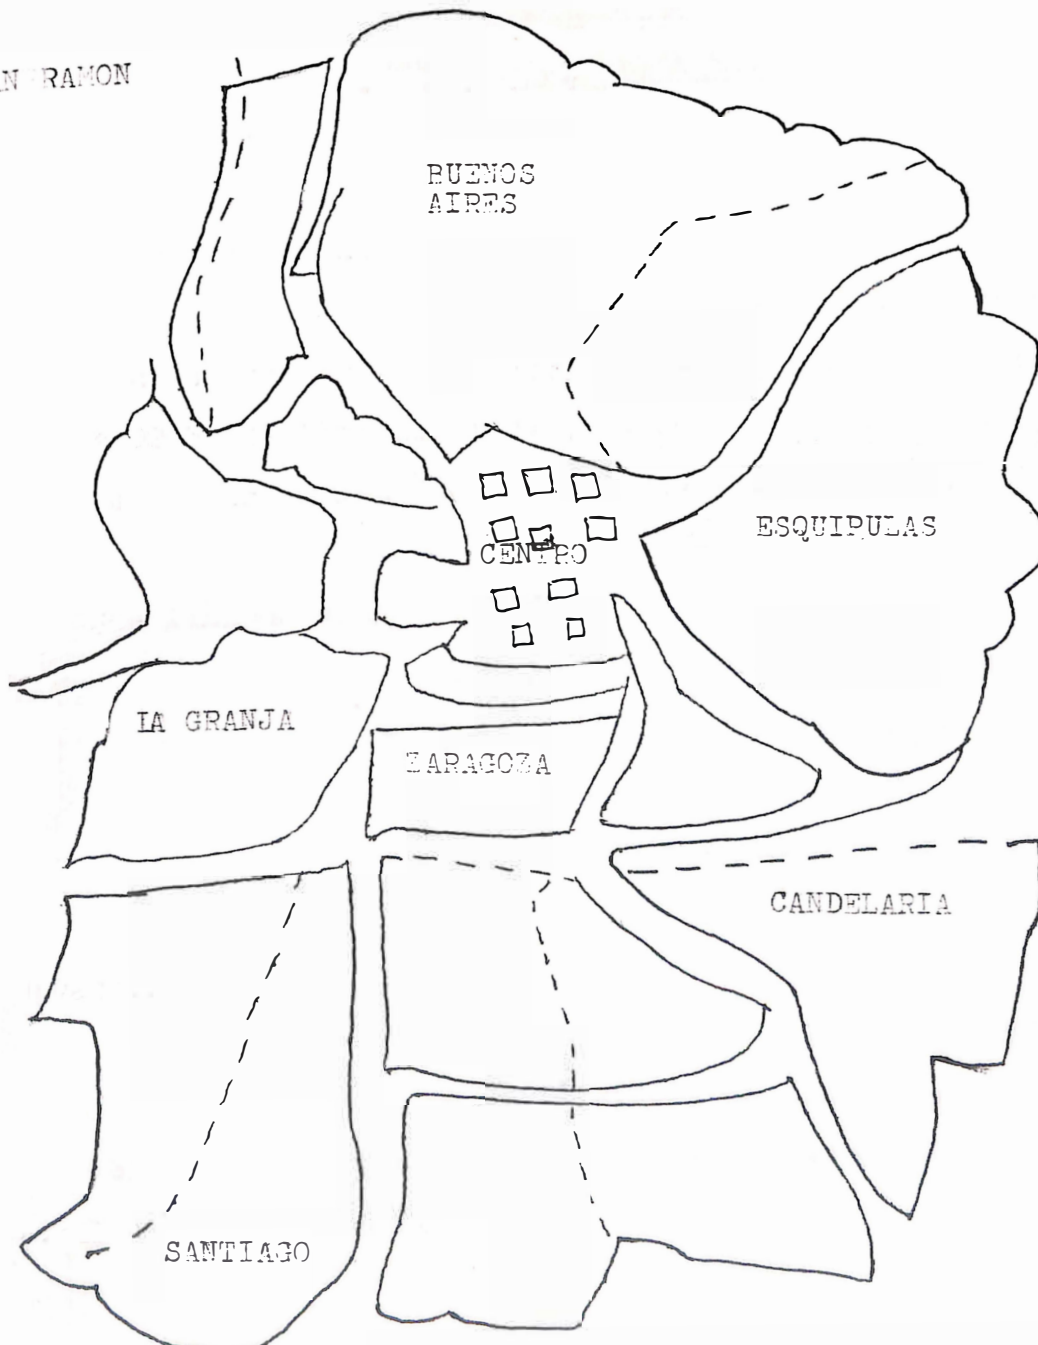 RAMON
BUENOS
AIRES
ESQUIPULAS
CENTRO
LA GRANJA
ZARAGOZA
CANDELARIA
SANTIAGO